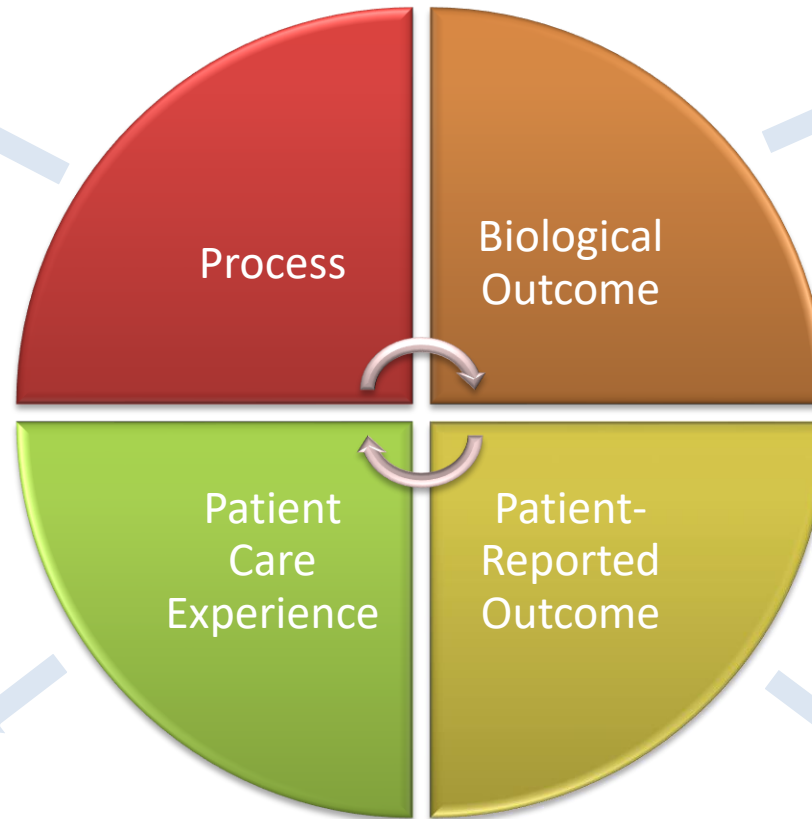 Process
Biological
Outcome
Patient
Care
Experience
Patient-
Reported
Outcome